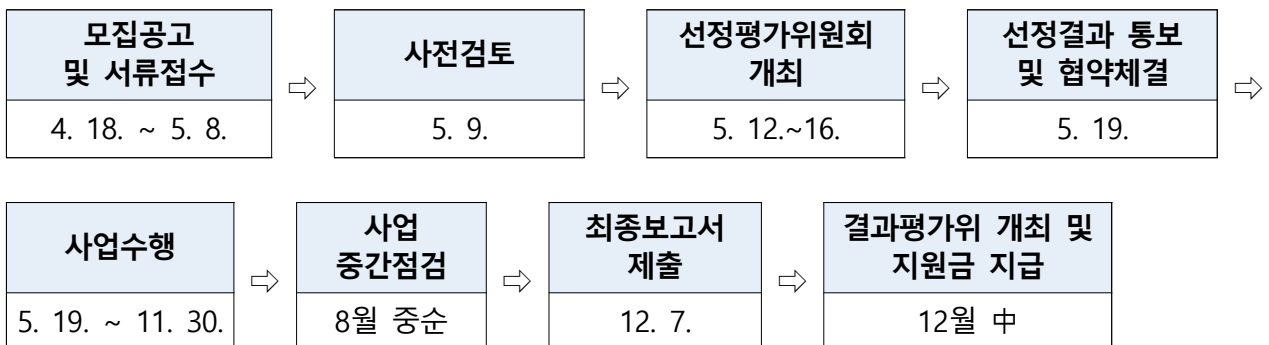 모집공고
및 서류접수
4. 18. ~ 5. 8.
⇨
사전검토
5. 9.
⇨
선정평가위원회
개최
5. 12.~16.
⇨
선정결과 통보
및 협약체결
5. 19.
⇨
사업수행
5. 19. ~ 11. 30.
⇨
사업
중간점검
8월 중순
⇨
최종보고서
제출
12. 7.
⇨
결과평가위 개최 및
지원금 지급
12월 中